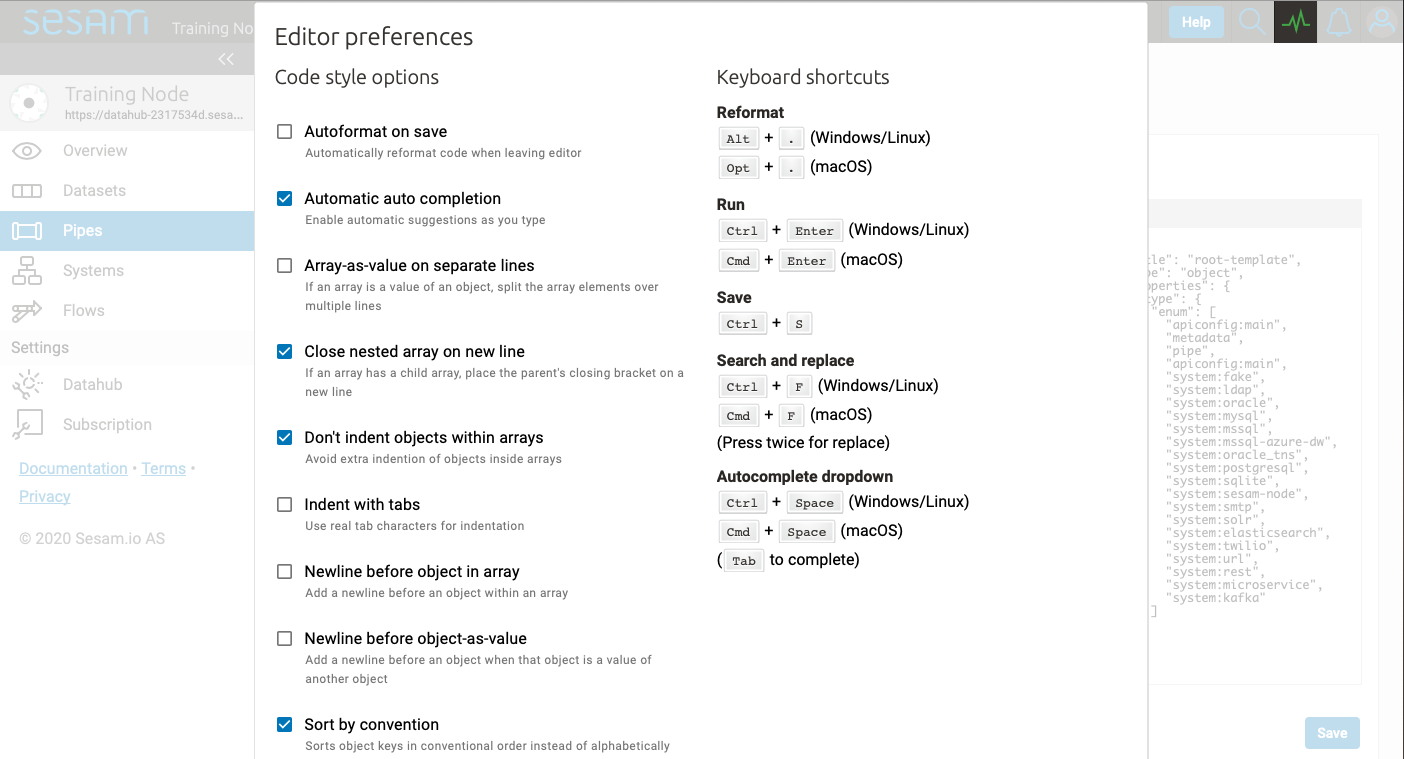 sesam
Training No
Help
Training Node
https://datahub-2317534d.sesa...
Overview
Datasets
Pipes
Systems
Flows
Settings
Datahub
Subscription
Documentation • Terms •
Privacy
© 2020 Sesam.io AS
Editor preferences
Code style options
Autoformat on save
Automatically reformat code when leaving editor
Automatic auto completion
Enable automatic suggestions as you type
Array-as-value on separate lines
If an array is a value of an object, split the array elements over
multiple lines
Close nested array on new line
If an array has a child array, place the parent's closing bracket on a
new line
Don't indent objects within arrays
Avoid extra indention of objects inside arrays
Indent with tabs
Use real tab characters for indentation
Newline before object in array
Add a newline before an object within an array
Newline before object-as-value
Add a newline before an object when that object is a value of
another object
Sort by convention
Sorts object keys in conventional order instead of alphabetically
Keyboard shortcuts
Reformat
Alt + . (Windows/Linux)
Opt + . (macOS)
Run
Ctrl + Enter (Windows/Linux)
Cmd + Enter (macOS)
Save
Ctrl + S
Search and replace
Ctrl + F (Windows/Linux)
Cmd + F (macOS)
(Press twice for replace)
Autocomplete dropdown
Ctrl + Space (Windows/Linux)
Cmd + Space (macOS)
( Tab to complete)
tle": "root-template",
pe": "object",
operties": {
type": {
"enum": [
"apiconfig:main",
"metadata",
"pipe",
"apiconfig:main",
"system:fake",
"system:ldap",
"system:oracle",
"system:mysql",
"system:mssql",
"system:mssql-azure-dw",
"system:oracle_tns",
"system:postgresql",
"system:sqlite",
"system:sesam-node",
"system:smtp",
"system:solr",
"system:elasticsearch",
"system:twilio",
"system:url",
"system:rest",
"system:microservice",
"system:kafka"
]
Save